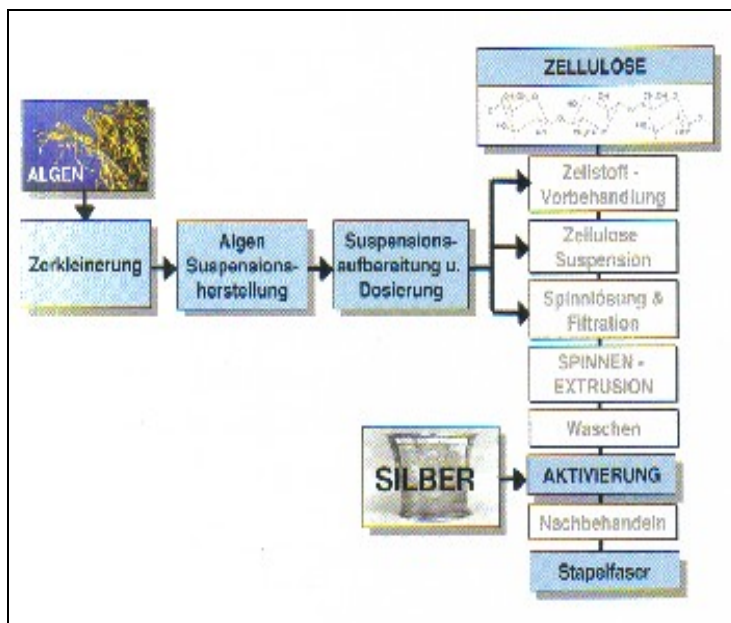 ZELLULOSE
ALGEN
Zellstoff -
Vorbehandlung
Zerkleinerung
Algen
Suspensions-
herstellung
Suspensions-
aufbereitung u.
Dosierung
Zellulose
Suspension
Spinnlösung &
Filtration
SPINNEN -
EXTRUSION
Waschen
SILBER
AKTIVIERUNG
Nachbehandeln
Stapelfaser